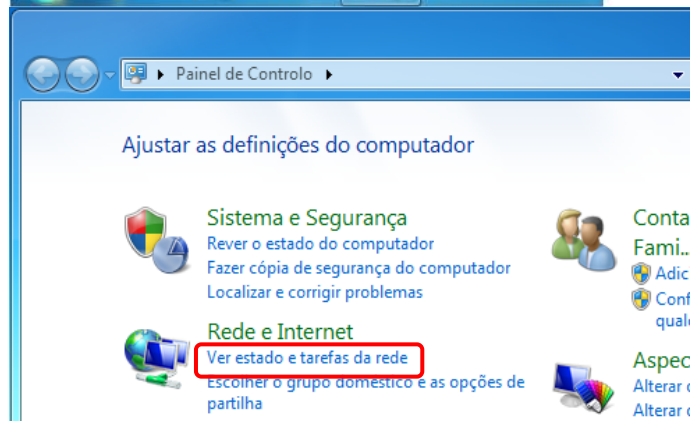 Painel de Controlo
Ajustar as definições do computador
Sistema e Segurança
Rever o estado do computador
Fazer cópia de segurança do computador
Localizar e corrigir problemas
Rede e Internet
Ver estado e tarefas da rede
Escolher o grupo doméstico e as opções de
partilha
Conta
Fami...
Adic
Conf
qual
Aspec
Alterar
Alterar